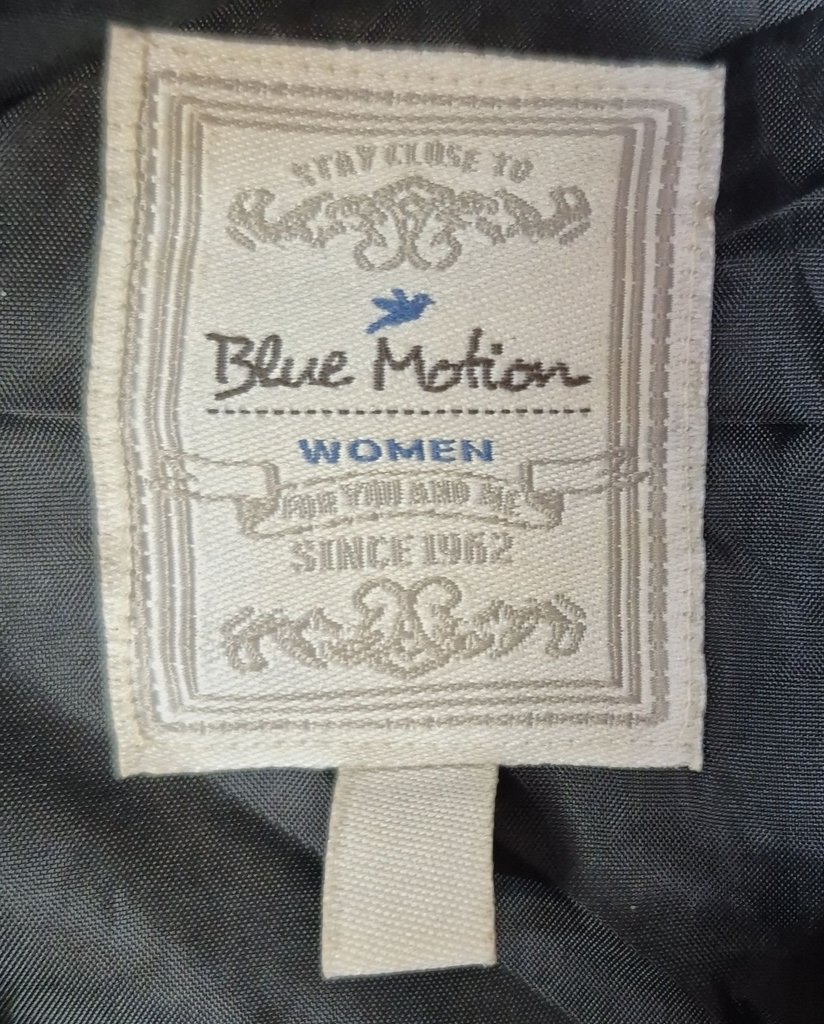 STAY CLOSE TO
Blue Motion
WOMEN
FOR YOU AND ME
SINCE 1962